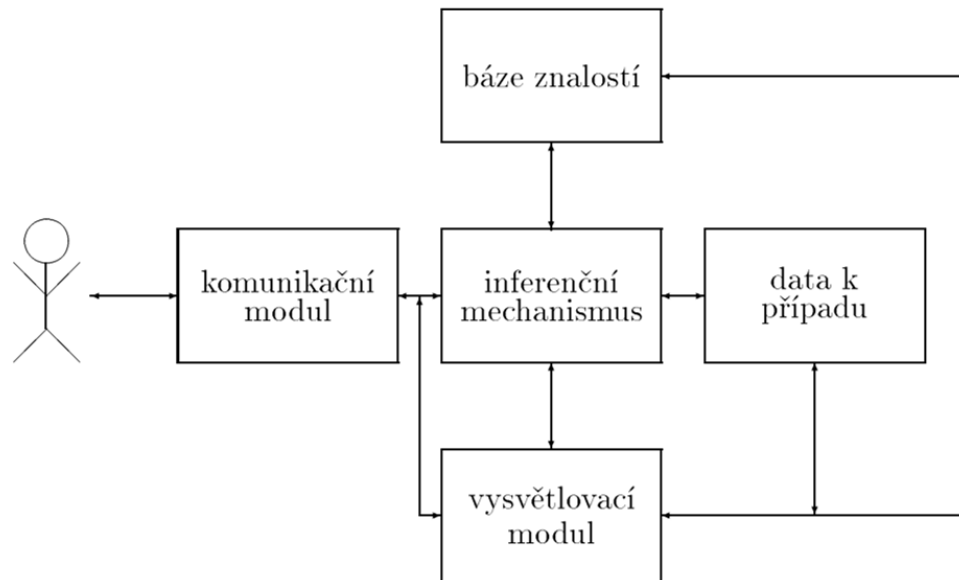 báze znalostí
komunikační
modul
inferenční
mechanismus
data k
případu
vysvětlovací
modul